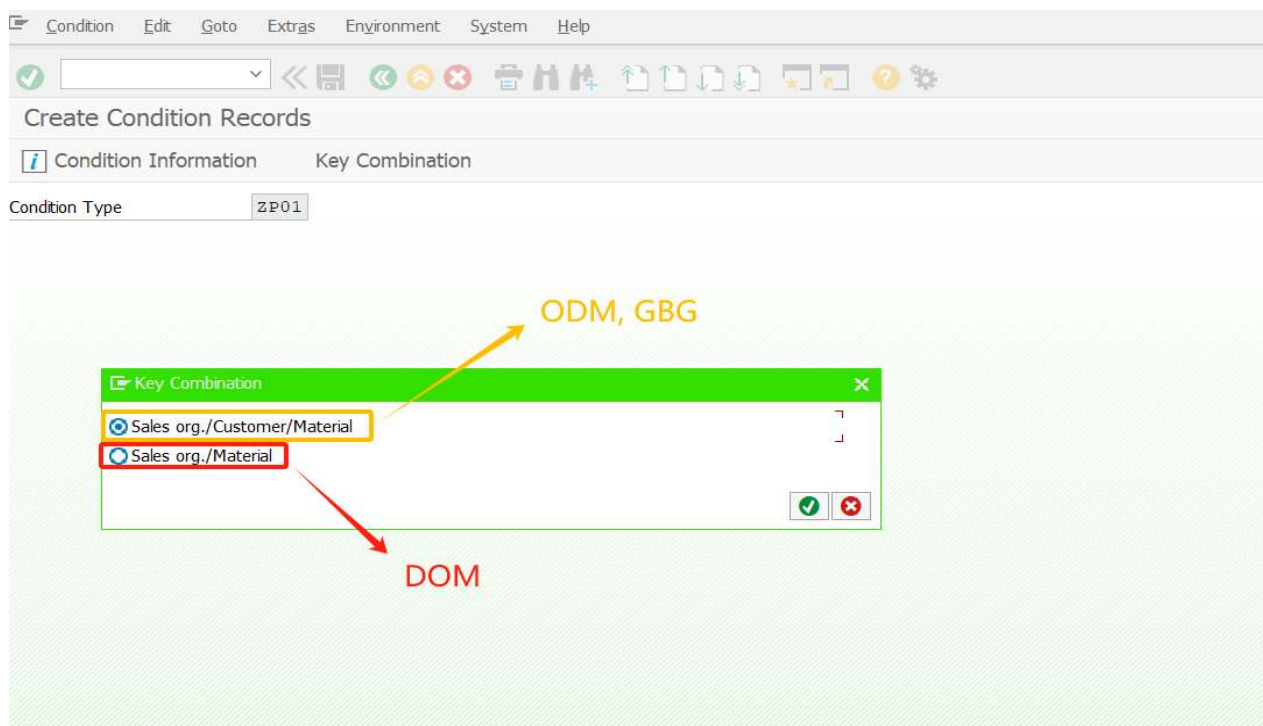 Condition Edit Goto Extras Environment System Help
Create Condition Records
i Condition Information Key Combination
Condition Type ZP01
ODM, GBG
Key Combination
Sales org./Customer/Material
Sales org./Material
DOM